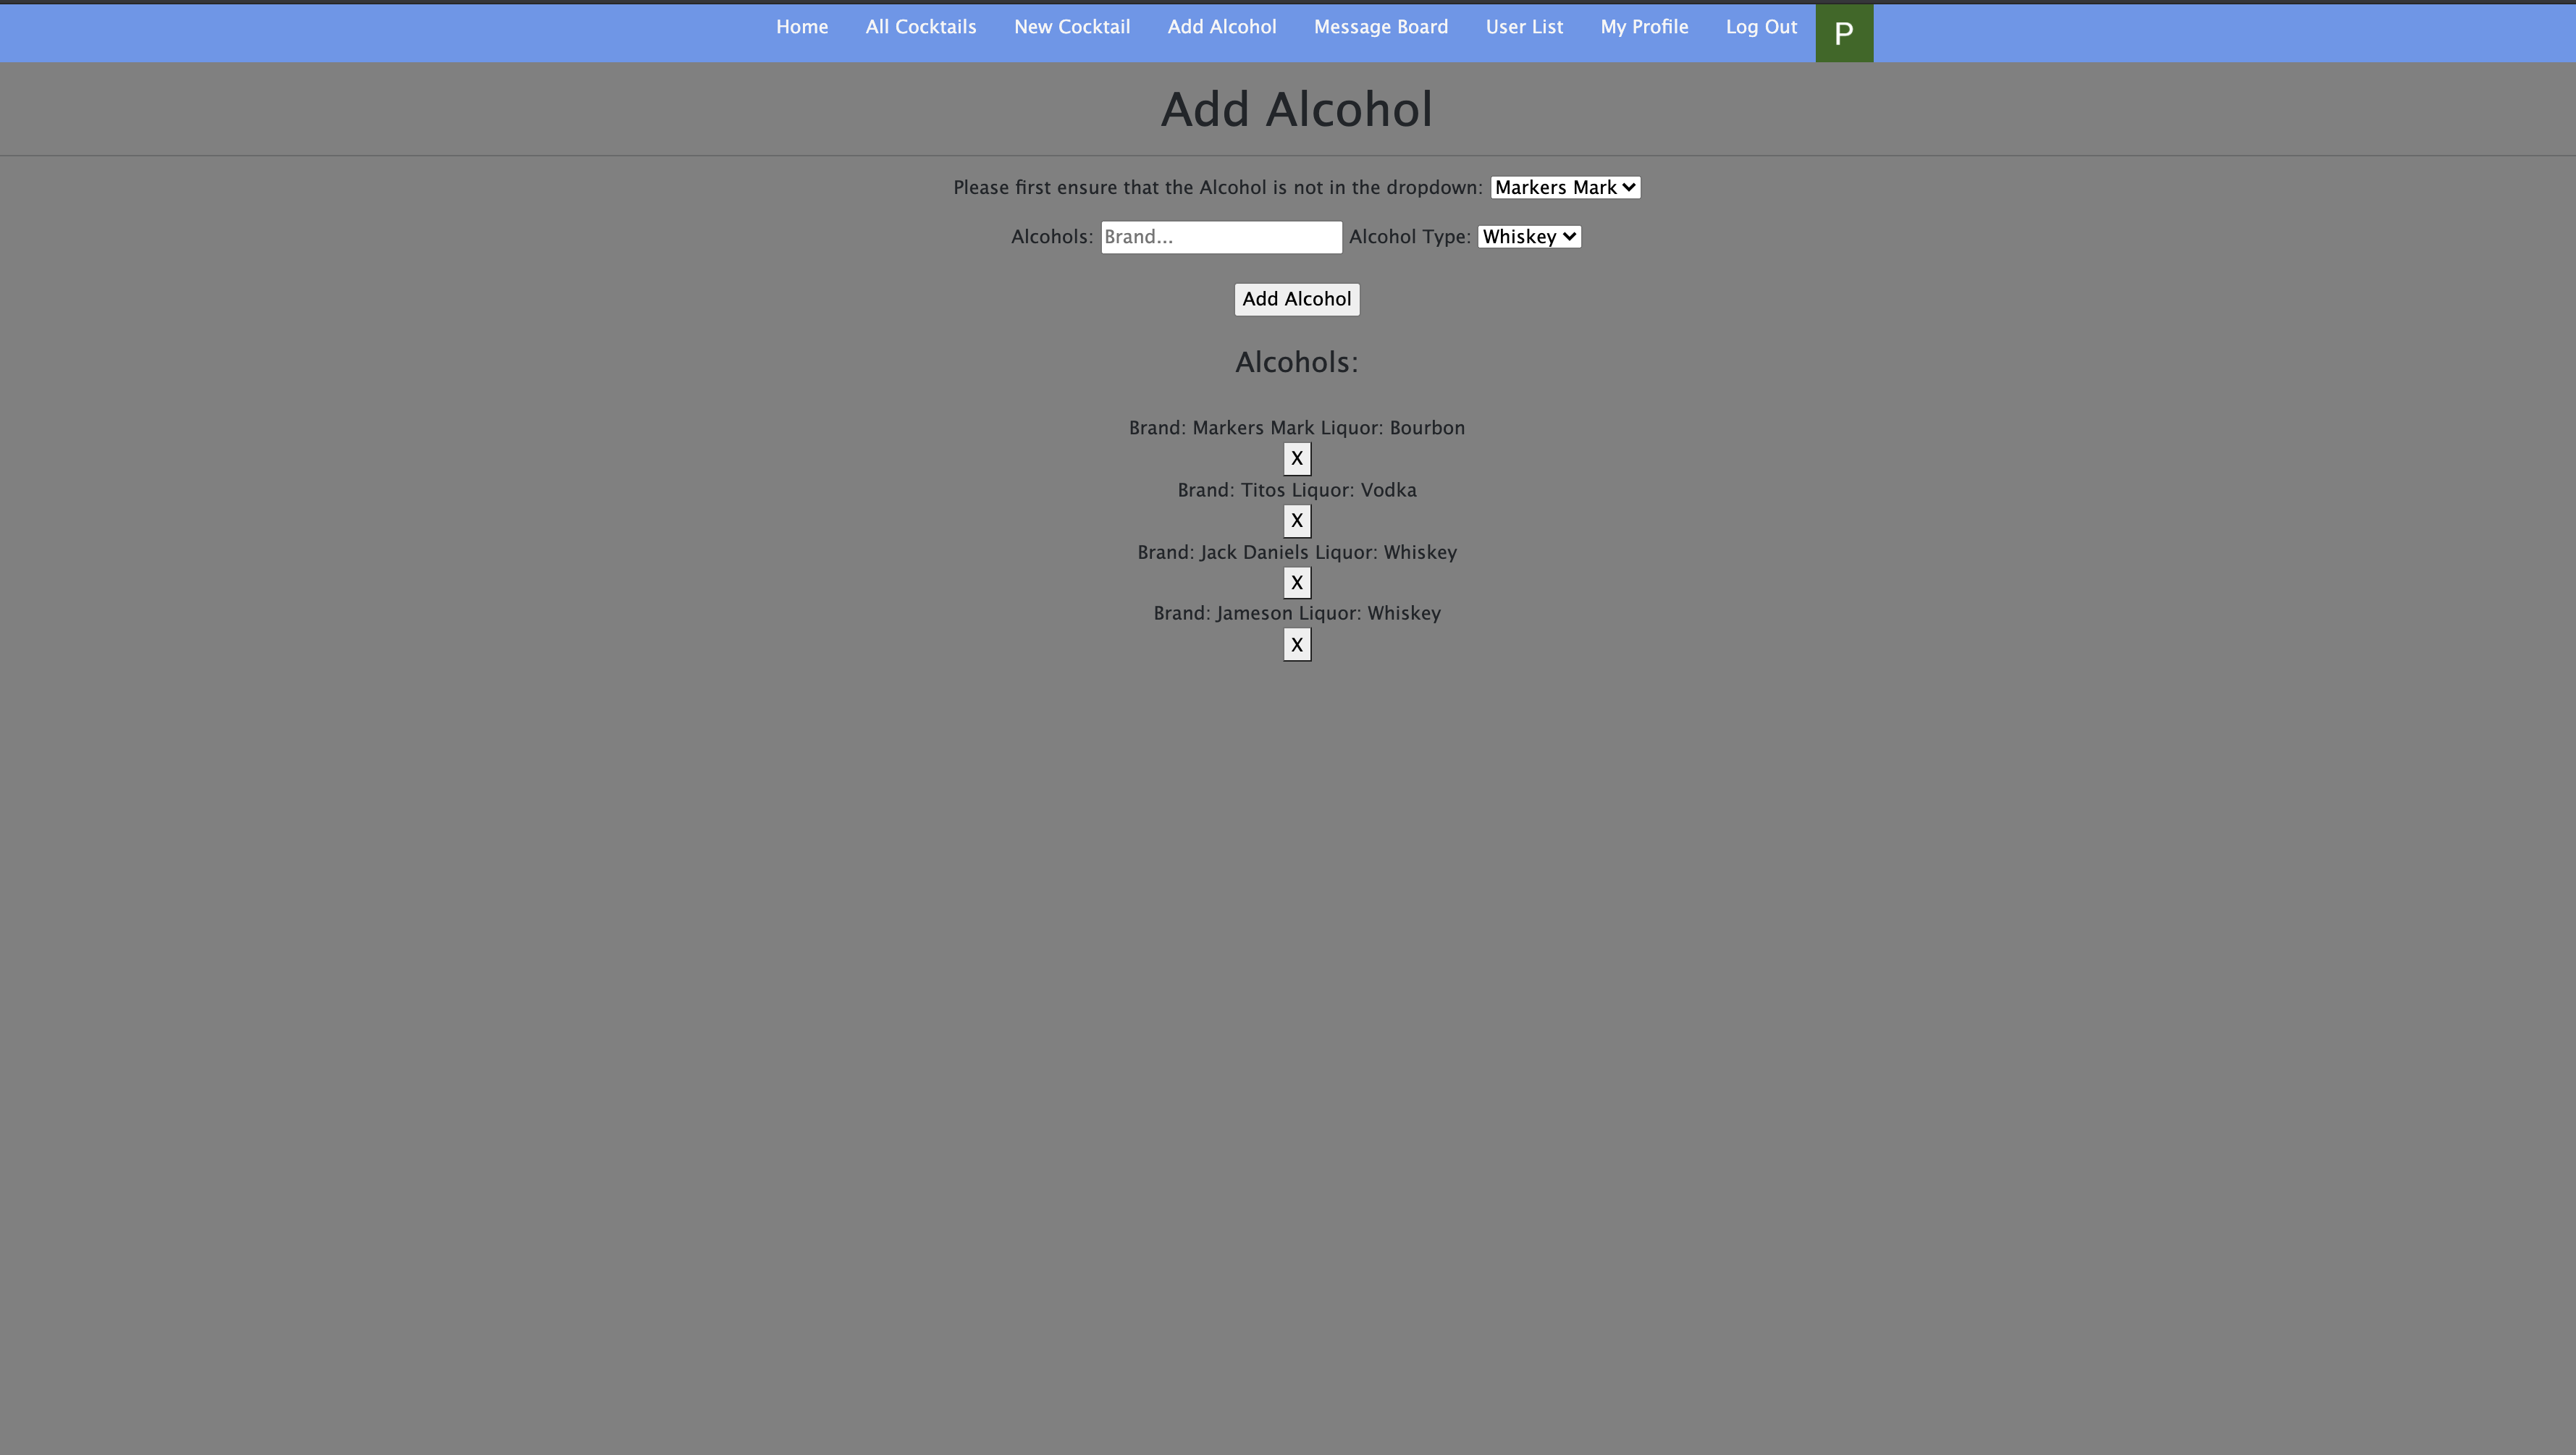 Home All Cocktails New Cocktail Add Alcohol Message Board User List My Profile Log Out P
Add Alcohol
Please first ensure that the Alcohol is not in the dropdown: Markers Mark
Alcohols: Brand... Alcohol Type: Whiskey
Add Alcohol
Alcohols:
Brand: Markers Mark Liquor: Bourbon
X
Brand: Titos Liquor: Vodka
X
Brand: Jack Daniels Liquor: Whiskey
X
Brand: Jameson Liquor: Whiskey
X